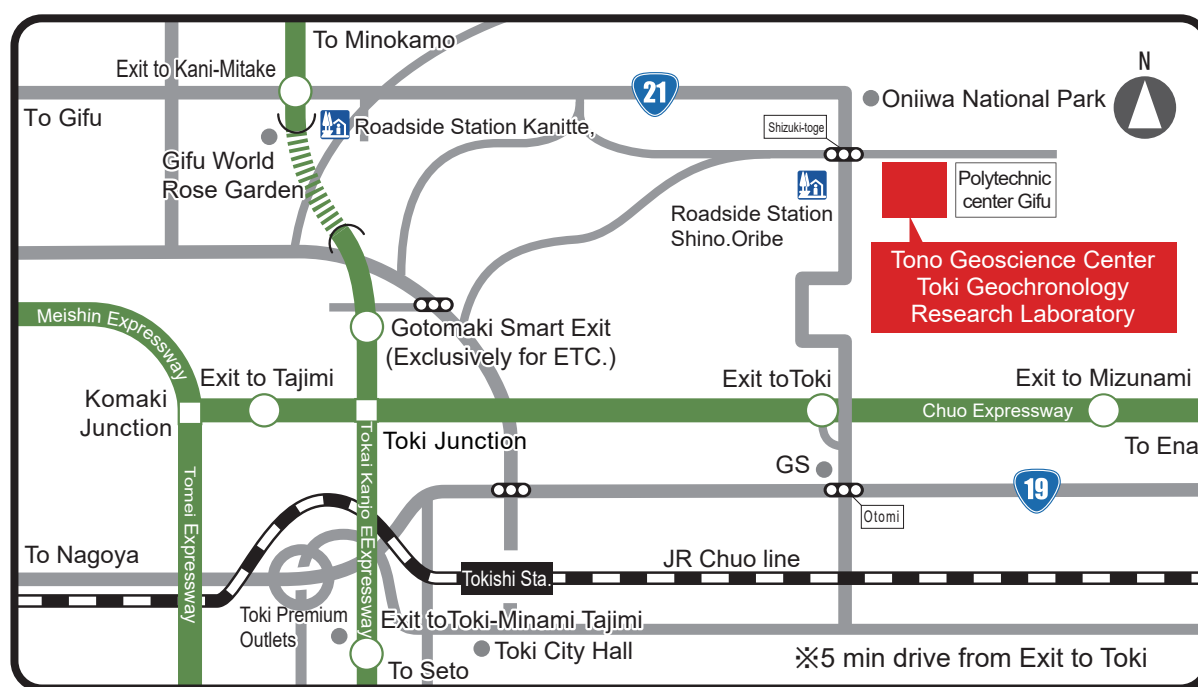 To Minokamo
Exit to Kani-Mitake
21
N
Oniiwa National Park
To Gifu
Roadside Station Kanitte,
Shizuki-toge
Gifu World
Rose Garden
Polytechnic
center Gifu
Roadside Station
Shino.Oribe
Tono Geoscience Center
Toki Geochronology
Research Laboratory
Meishin Expressway
Gotomaki Smart Exit
(Exclusively for ETC.)
Exit to Tajimi
Exit toToki
Exit to Mizunami
Komaki
Junction
Chuo Expressway
Toki Junction
To Ena
GS
19
Tomei Expressway
Tokai Kanjo EExpressway
Otomi
To Nagoya
JR Chuo line
Tokishi Sta.
Toki Premium
Outlets
Exit toToki-Minami Tajimi
Toki City Hall
To Seto
※5 min drive from Exit to Toki